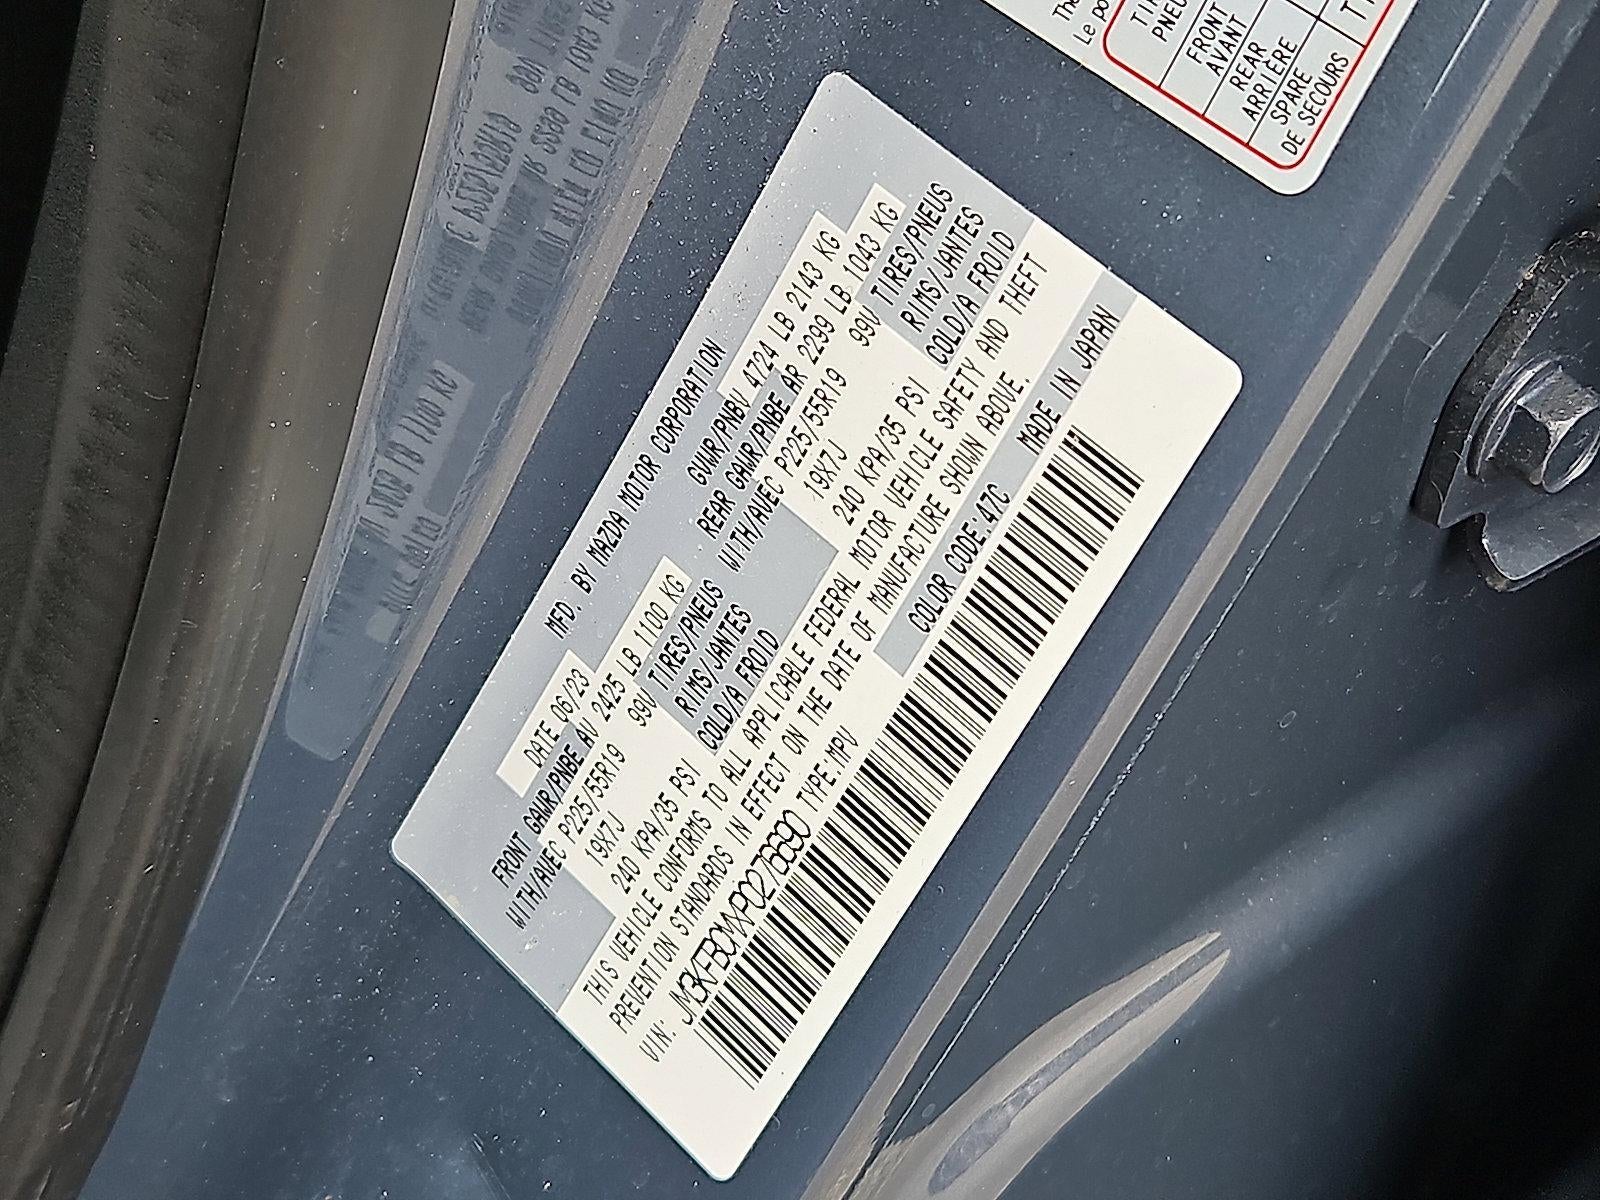 MFD. BY MAZDA MOTOR CORPORATION
DATE 06/23 GVWR/PNBV 4724 LB 2143 KG
FRONT GAWR/PNBE AV 2425 LB 1100 KG REAR GAWR/PNBE AR 2299 LB 1043 KG
WITH/AVEC P225/55R19 99V TIRES/PNEUS WITH/AVEC P225/55R19 99V TIRES/PNEUS
19X7J RIMS/JANTES 19X7J RIMS/JANTES
240 KPA/35 PSI COLD/A FROID 240 KPA/35 PSI COLD/A FROID
THIS VEHICLE CONFORMS TO ALL APPLICABLE FEDERAL MOTOR VEHICLE SAFETY AND THEFT
PREVENTION STANDARDS IN EFFECT ON THE DATE OF MANUFACTURE SHOWN ABOVE.
VIN: JM3KFBCMXP0276690 TYPE:MPV COLOR CODE:47C MADE IN JAPAN
FRONT
AVANT
REAR
ARRIÈRE
SPARE
DE SECOURS